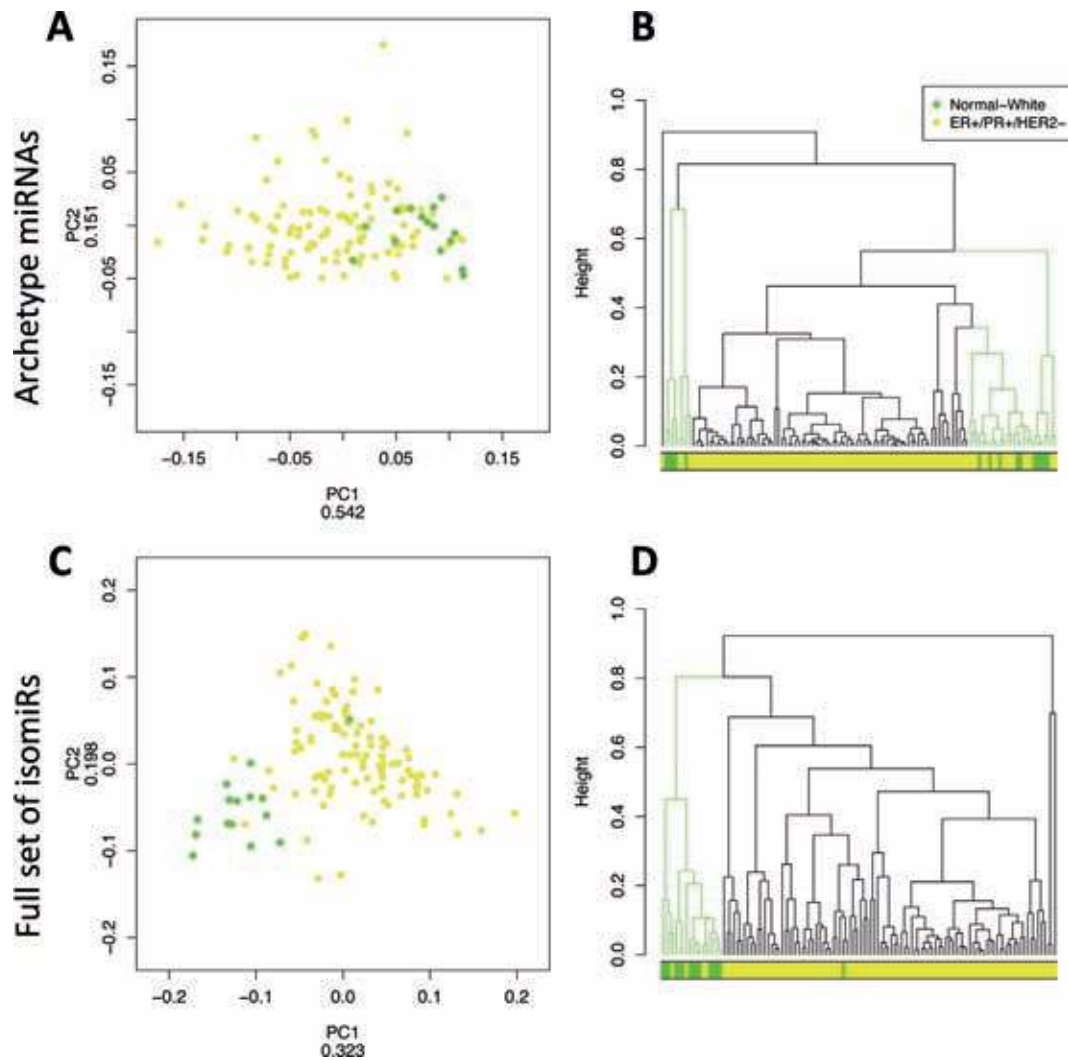 A
Archetype miRNAs
PC2
0.151
0.15
0.05
−0.05
−0.15
−0.15
−0.05
0.05
0.15
PC1
0.542
B
Normal−White
ER+/PR+/HER2−
Height
1.0
0.8
0.6
0.4
0.2
0.0
C
Full set of isomiRs
PC2
0.198
0.2
0.1
0.0
−0.1
−0.2
−0.2
−0.1
0.0
0.1
0.2
PC1
0.323
D
Height
1.0
0.8
0.6
0.4
0.2
0.0